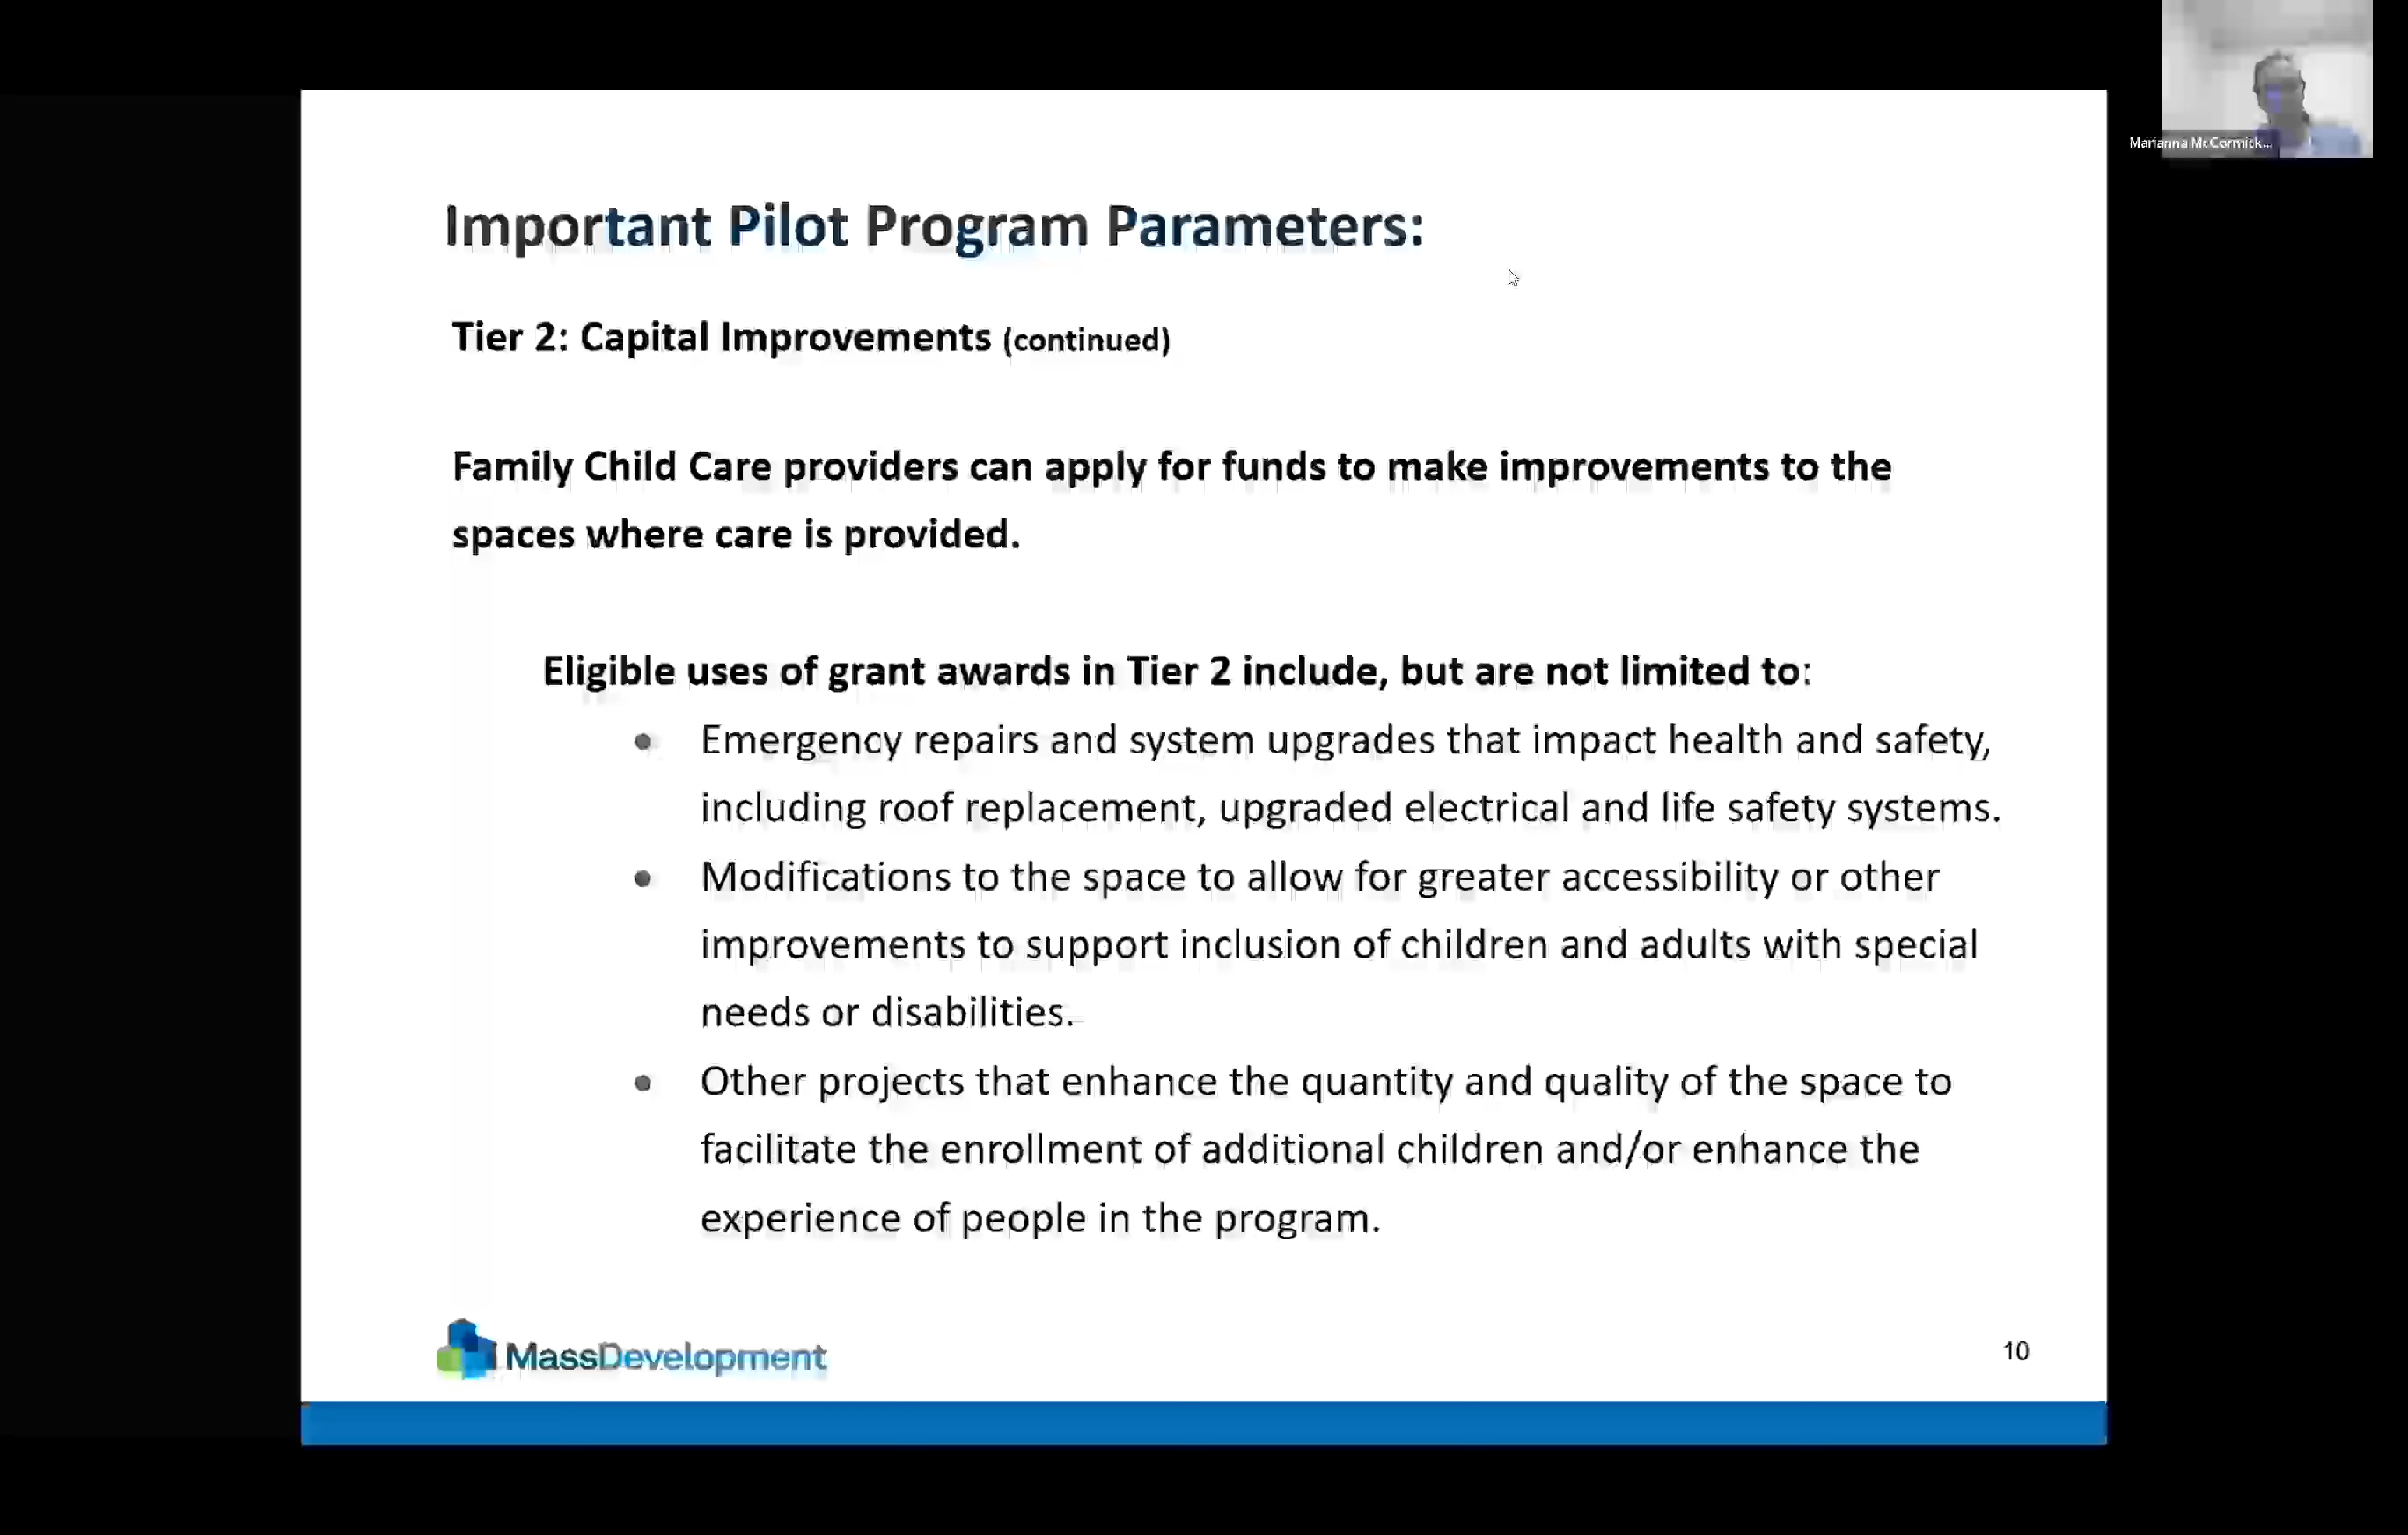 Marianna McCormick...
Important Pilot Program Parameters:
Tier 2: Capital Improvements (continued)
Family Child Care providers can apply for funds to make improvements to the
spaces where care is provided.
Eligible uses of grant awards in Tier 2 include, but are not limited to:
• Emergency repairs and system upgrades that impact health and safety,
including roof replacement, upgraded electrical and life safety systems.
• Modifications to the space to allow for greater accessibility or other
improvements to support inclusion of children and adults with special
needs or disabilities.
• Other projects that enhance the quantity and quality of the space to
facilitate the enrollment of additional children and/or enhance the
experience of people in the program.
MassDevelopment
10